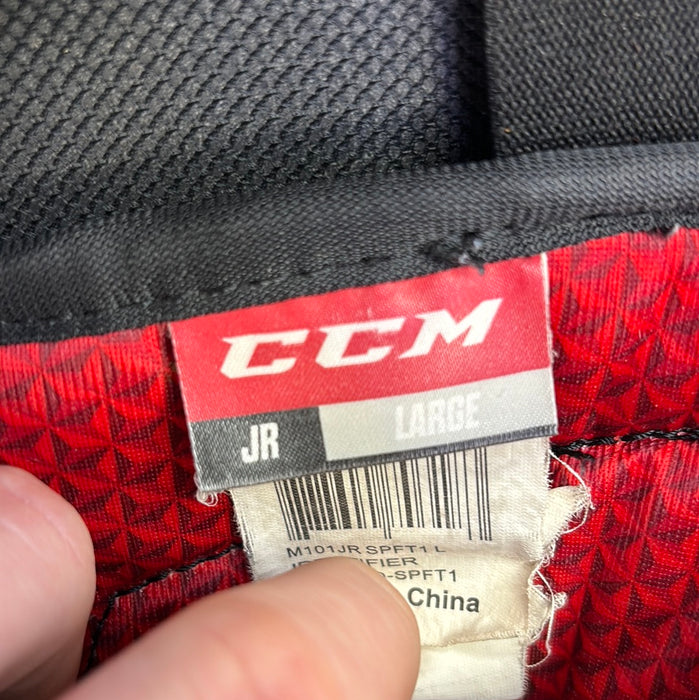 CCM
JR LARGE
M101JR SPFT1 L
-SPFT1
China